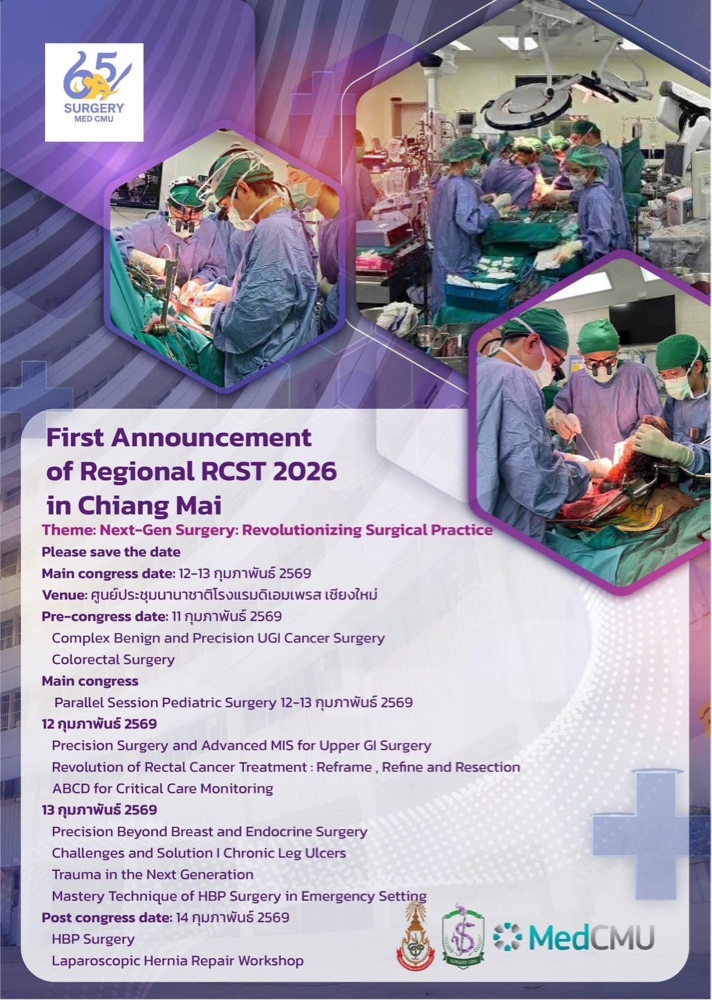 65
SURGERY
MED CMU
First Announcement
of Regional RCST 2026
in Chiang Mai
Theme: Next-Gen Surgery: Revolutionizing Surgical Practice
Please save the date
Main congress date: 12-13 กุมภาพันธ์ 2569
Venue: ศูนย์ประชุมนานาชาติโรงแรมดิเอมเพรส เชียงใหม่
Pre-congress date: 11 กุมภาพันธ์ 2569
Complex Benign and Precision UGI Cancer Surgery
Colorectal Surgery
Main congress
Parallel Session Pediatric Surgery 12-13 กุมภาพันธ์ 2569
12 กุมภาพันธ์ 2569
Precision Surgery and Advanced MIS for Upper GI Surgery
Revolution of Rectal Cancer Treatment : Reframe , Refine and Resection
ABCD for Critical Care Monitoring
13 กุมภาพันธ์ 2569
Precision Beyond Breast and Endocrine Surgery
Challenges and Solution I Chronic Leg Ulcers
Trauma in the Next Generation
Mastery Technique of HBP Surgery in Emergency Setting
Post congress date: 14 กุมภาพันธ์ 2569
HBP Surgery
Laparoscopic Hernia Repair Workshop
SURGERY CMU
MedCMU